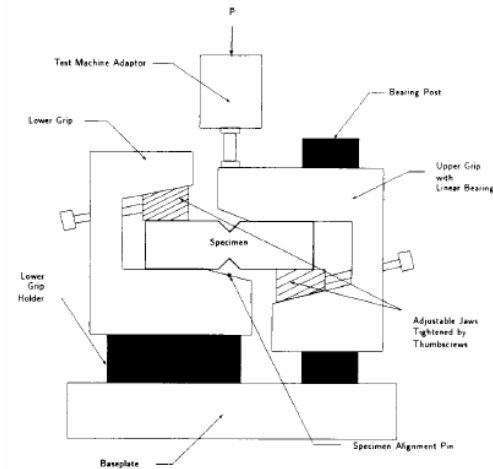 P
Test Machine Adaptor
Bearing Post
Lower Grip
Upper Grip
with
Linear Bearing
Specimen
Lower
Grip
Holder
Adjustable Jaws
Tightened by
Thumbscrews
Specimen Alignment Pin
Baseplate